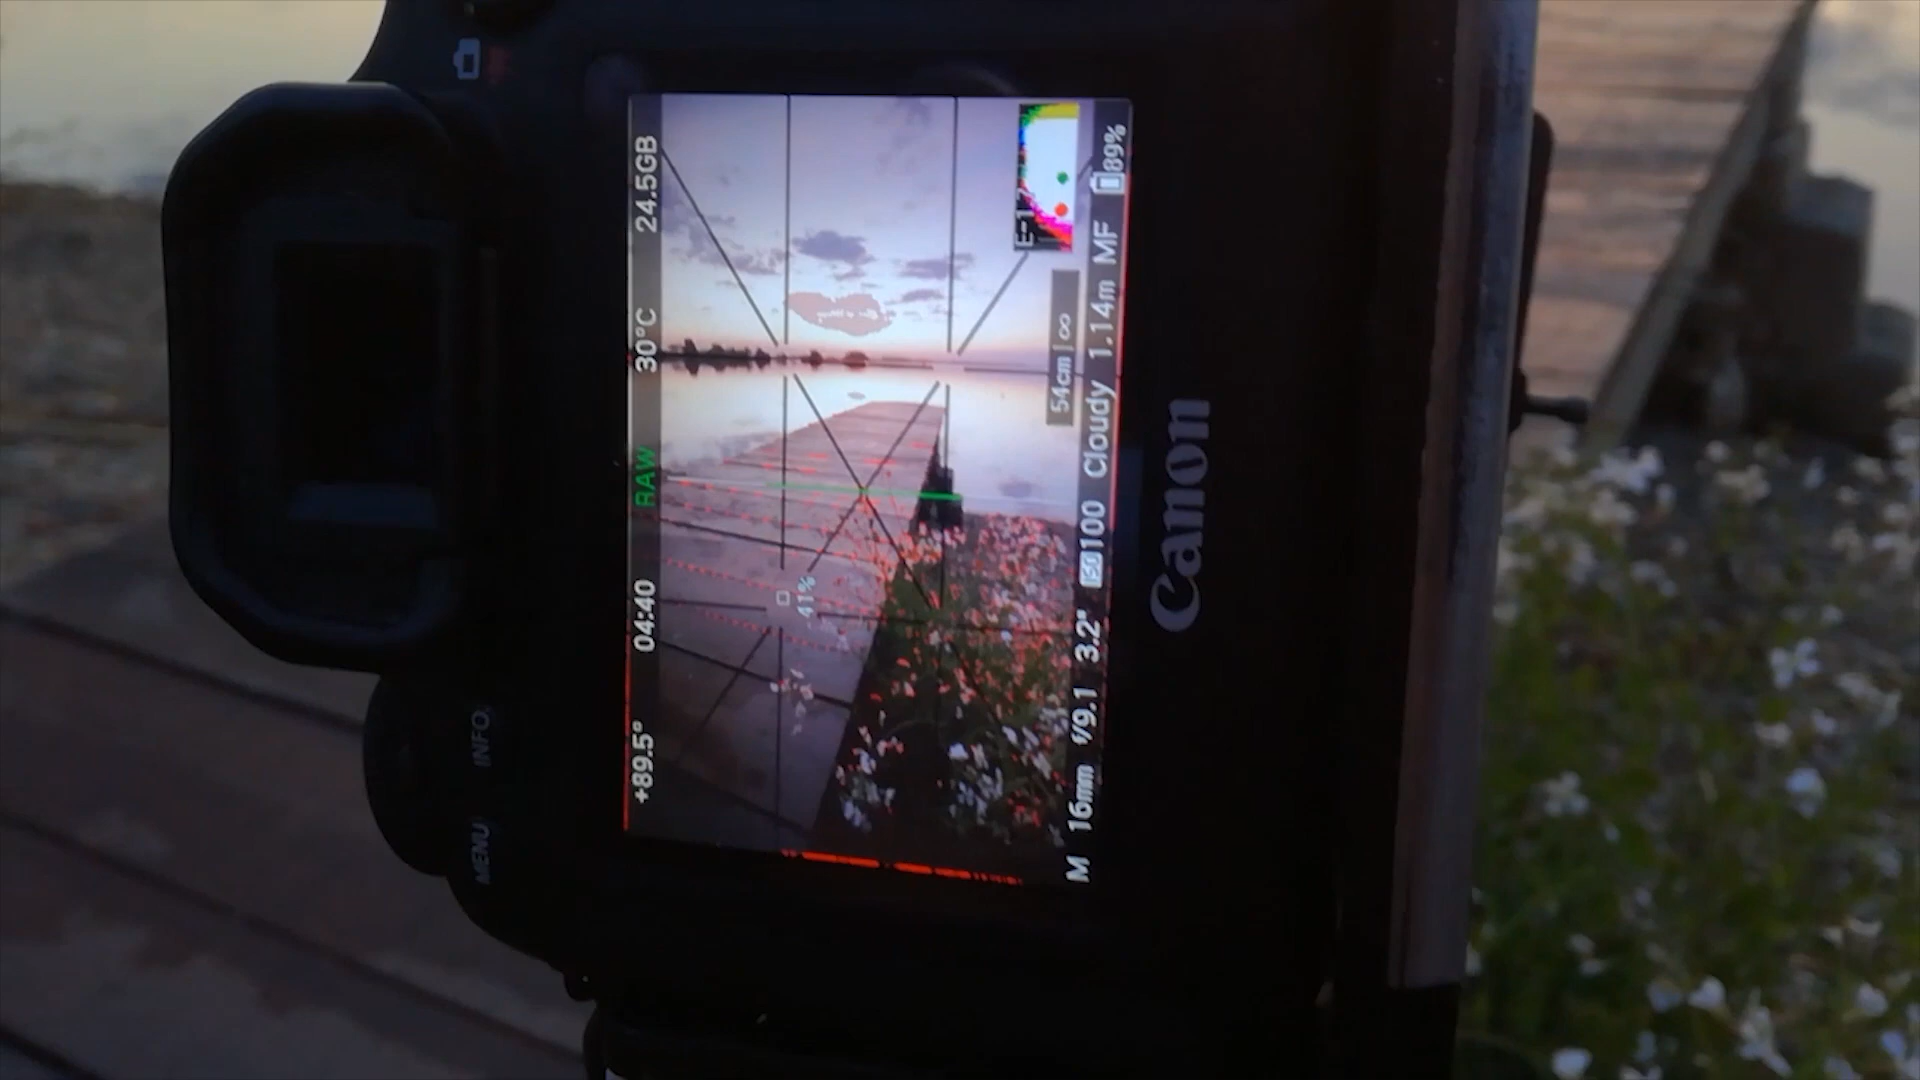 +89.5° 04:40 RAW 30°C 24.5GB
41%
54cm | ∞
M 16mm f/9.1 3.2" ISO100 Cloudy 1.14m MF 89%
MENU INFO
Canon